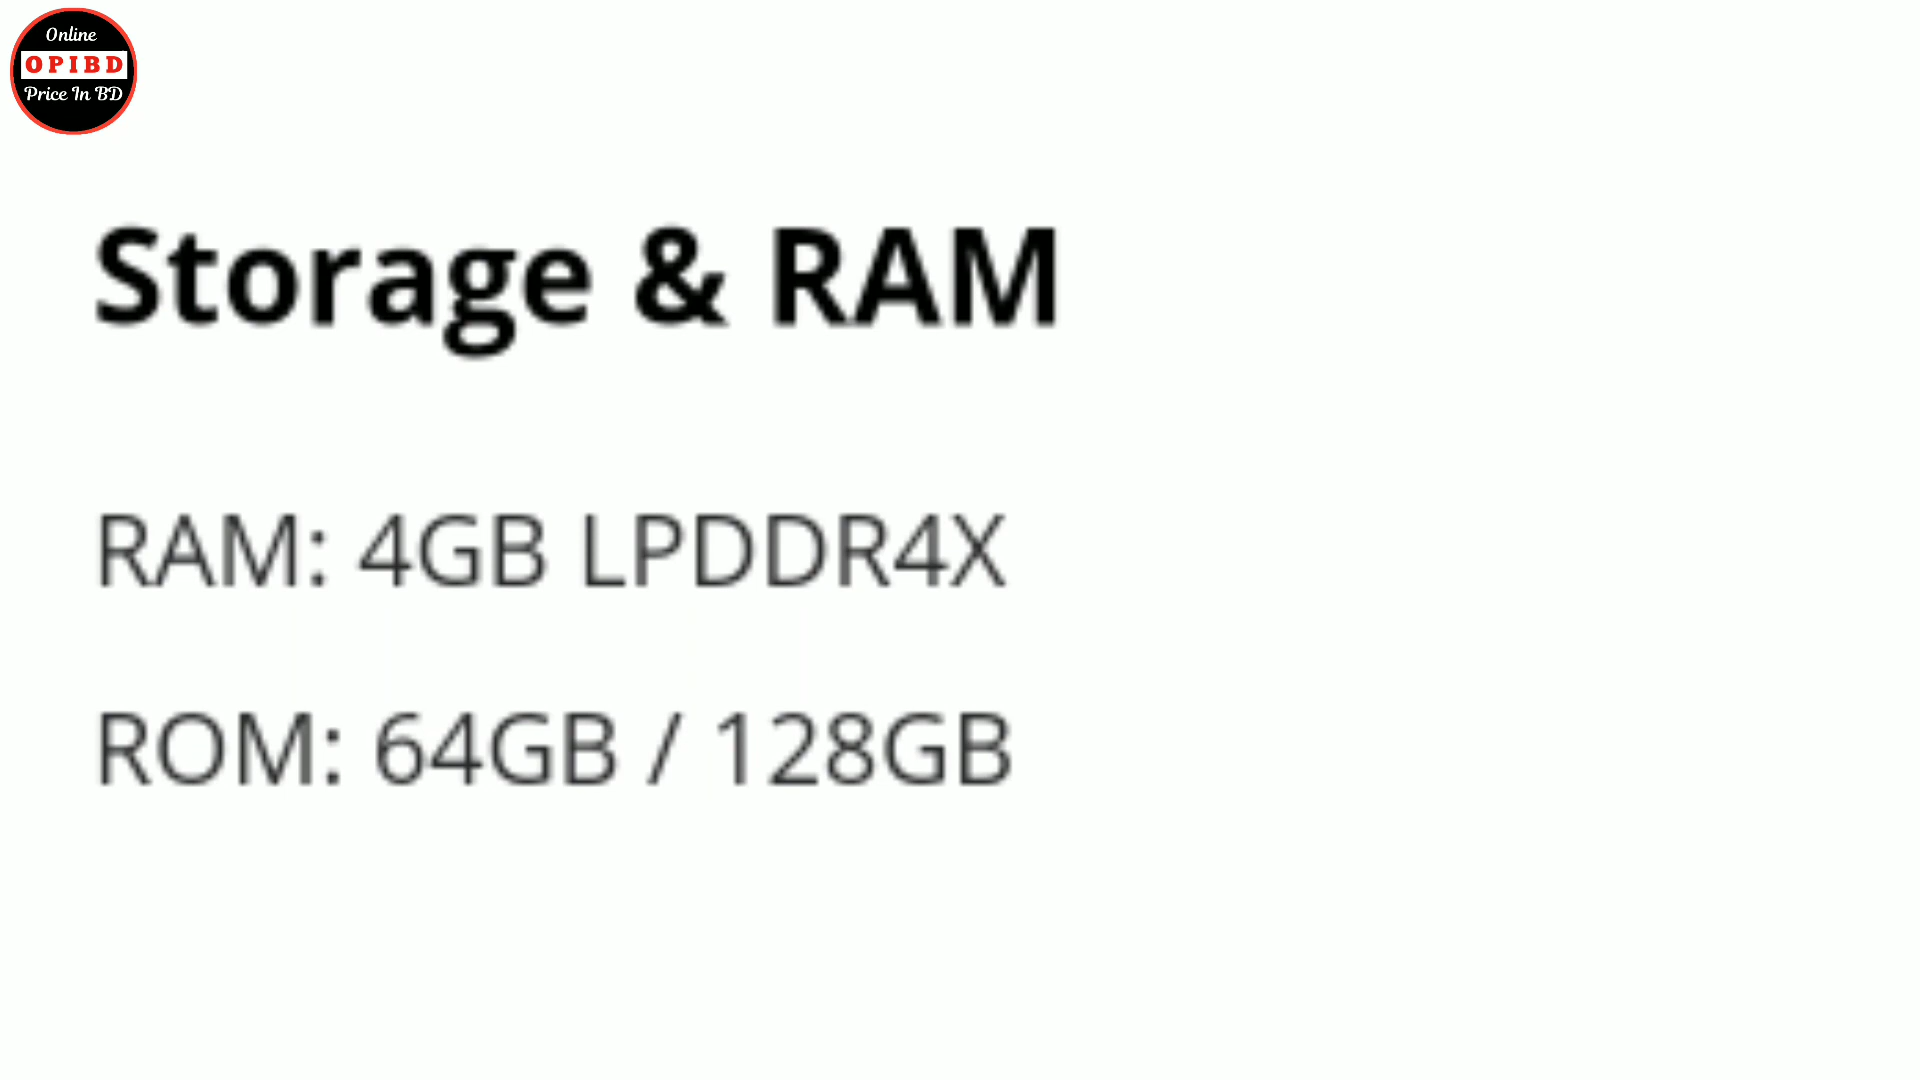 Online
OPIBD
Price In BD
Storage & RAM
RAM: 4GB LPDDR4X
ROM: 64GB / 128GB